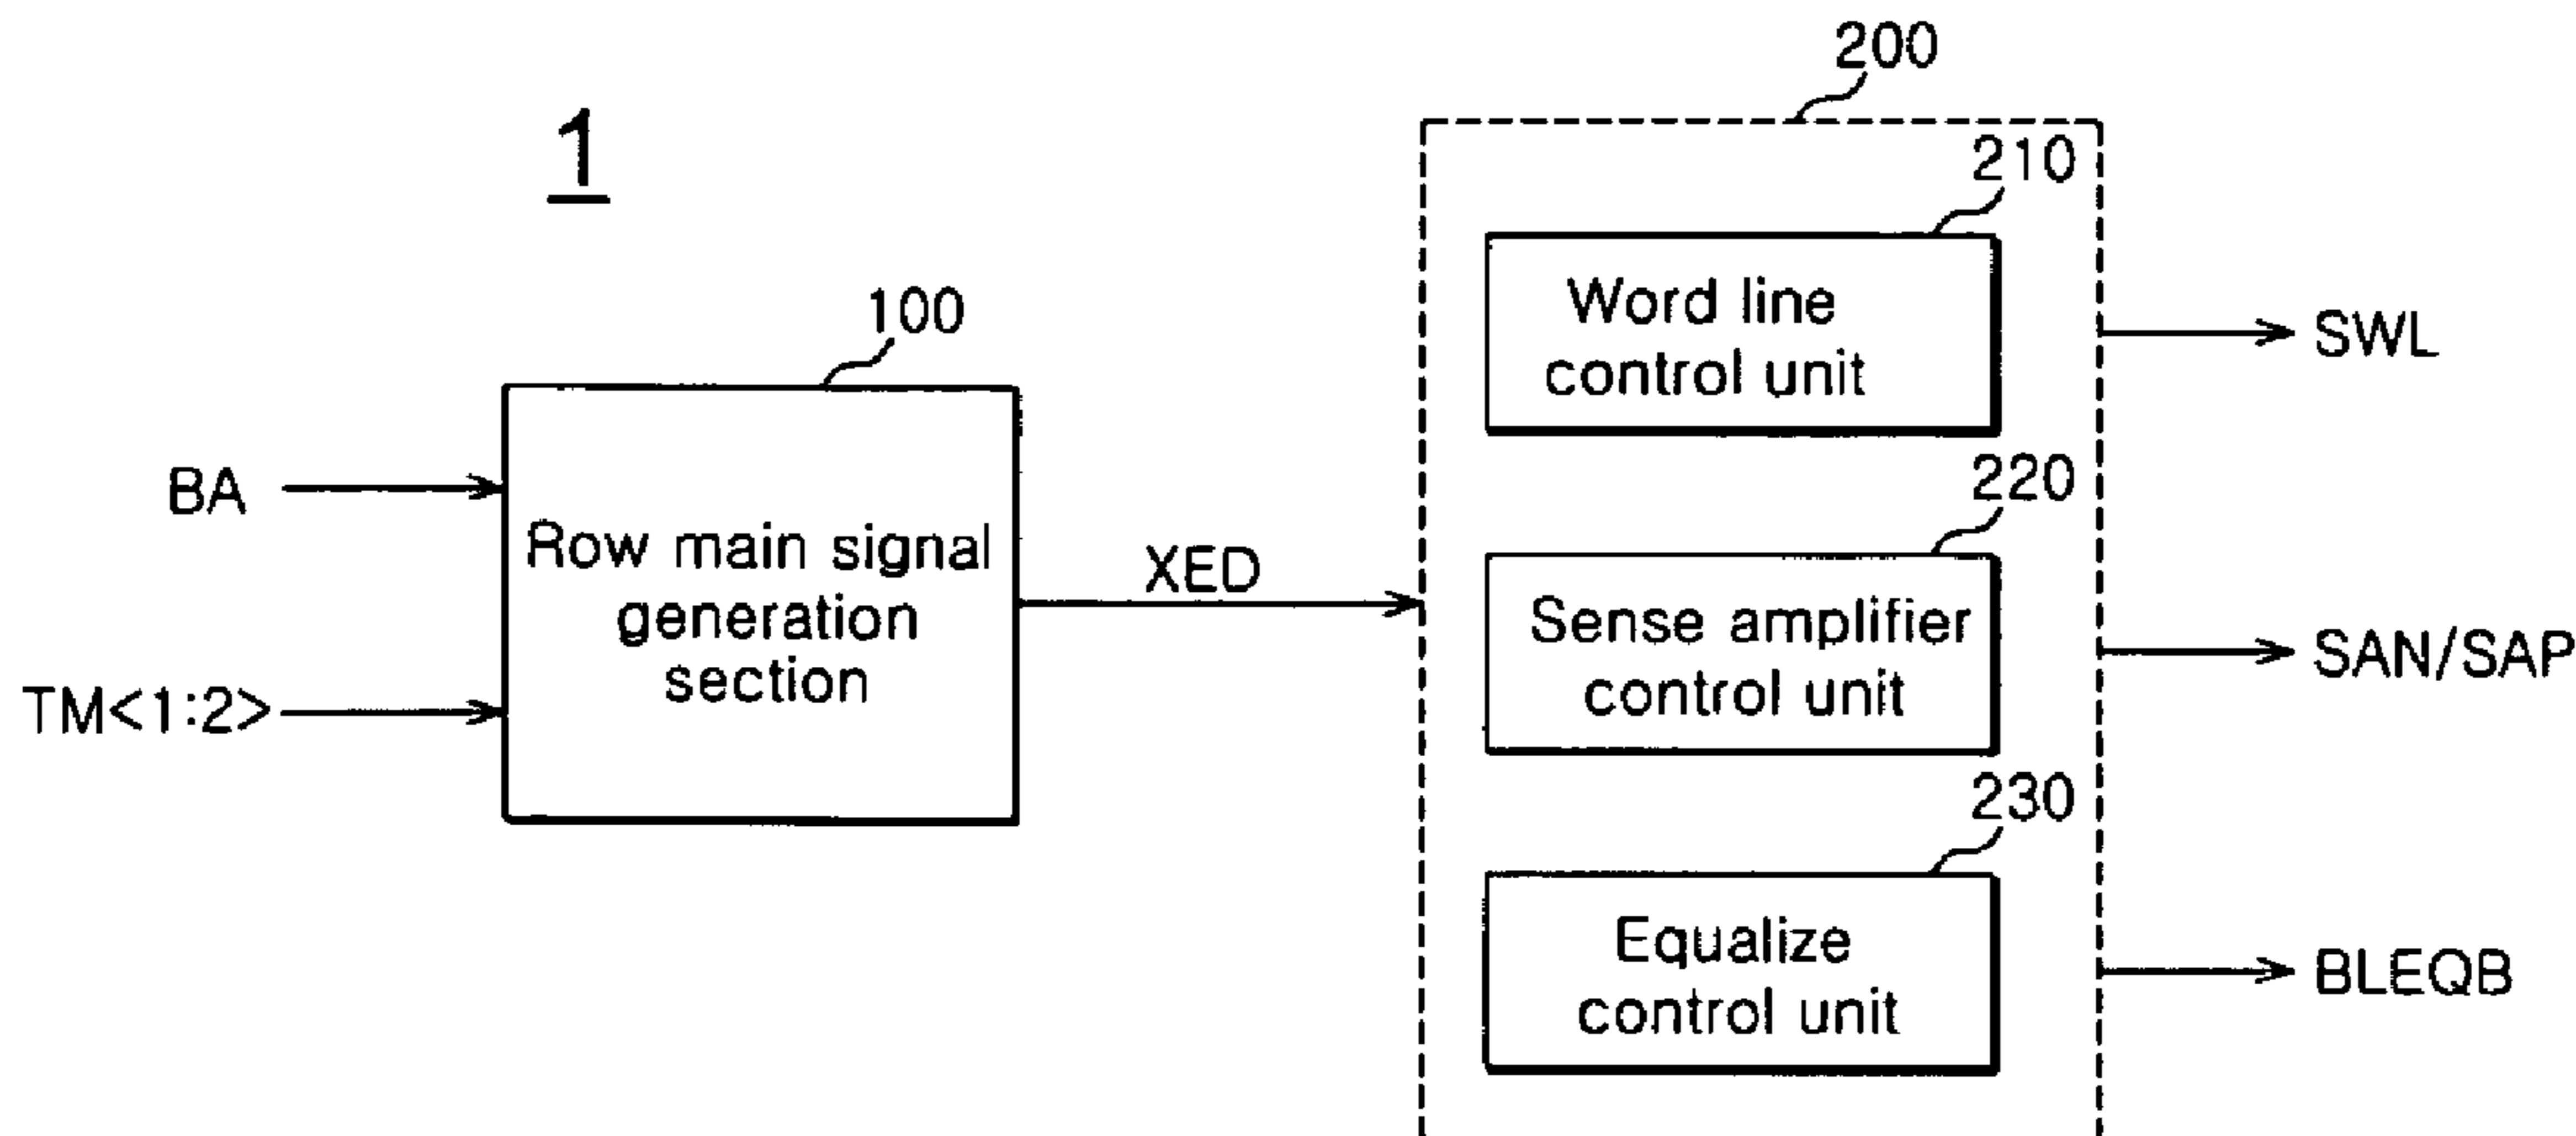 1
200
210
Word line
control unit
SWL
100
BA
TM<1:2>
Row main signal
generation
section
XED
220
Sense amplifier
control unit
SAN/SAP
230
Equalize
control unit
BLEQB